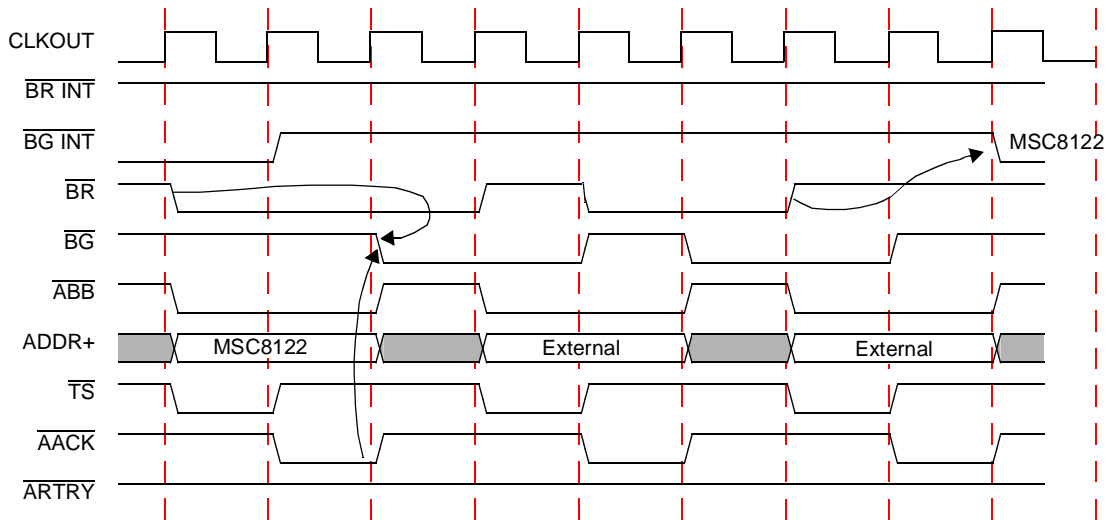 CLKOUT
BR INT
BG INT
MSC8122
BR
BG
ABB
ADDR+
MSC8122
External
External
TS
AACK
ARTRY